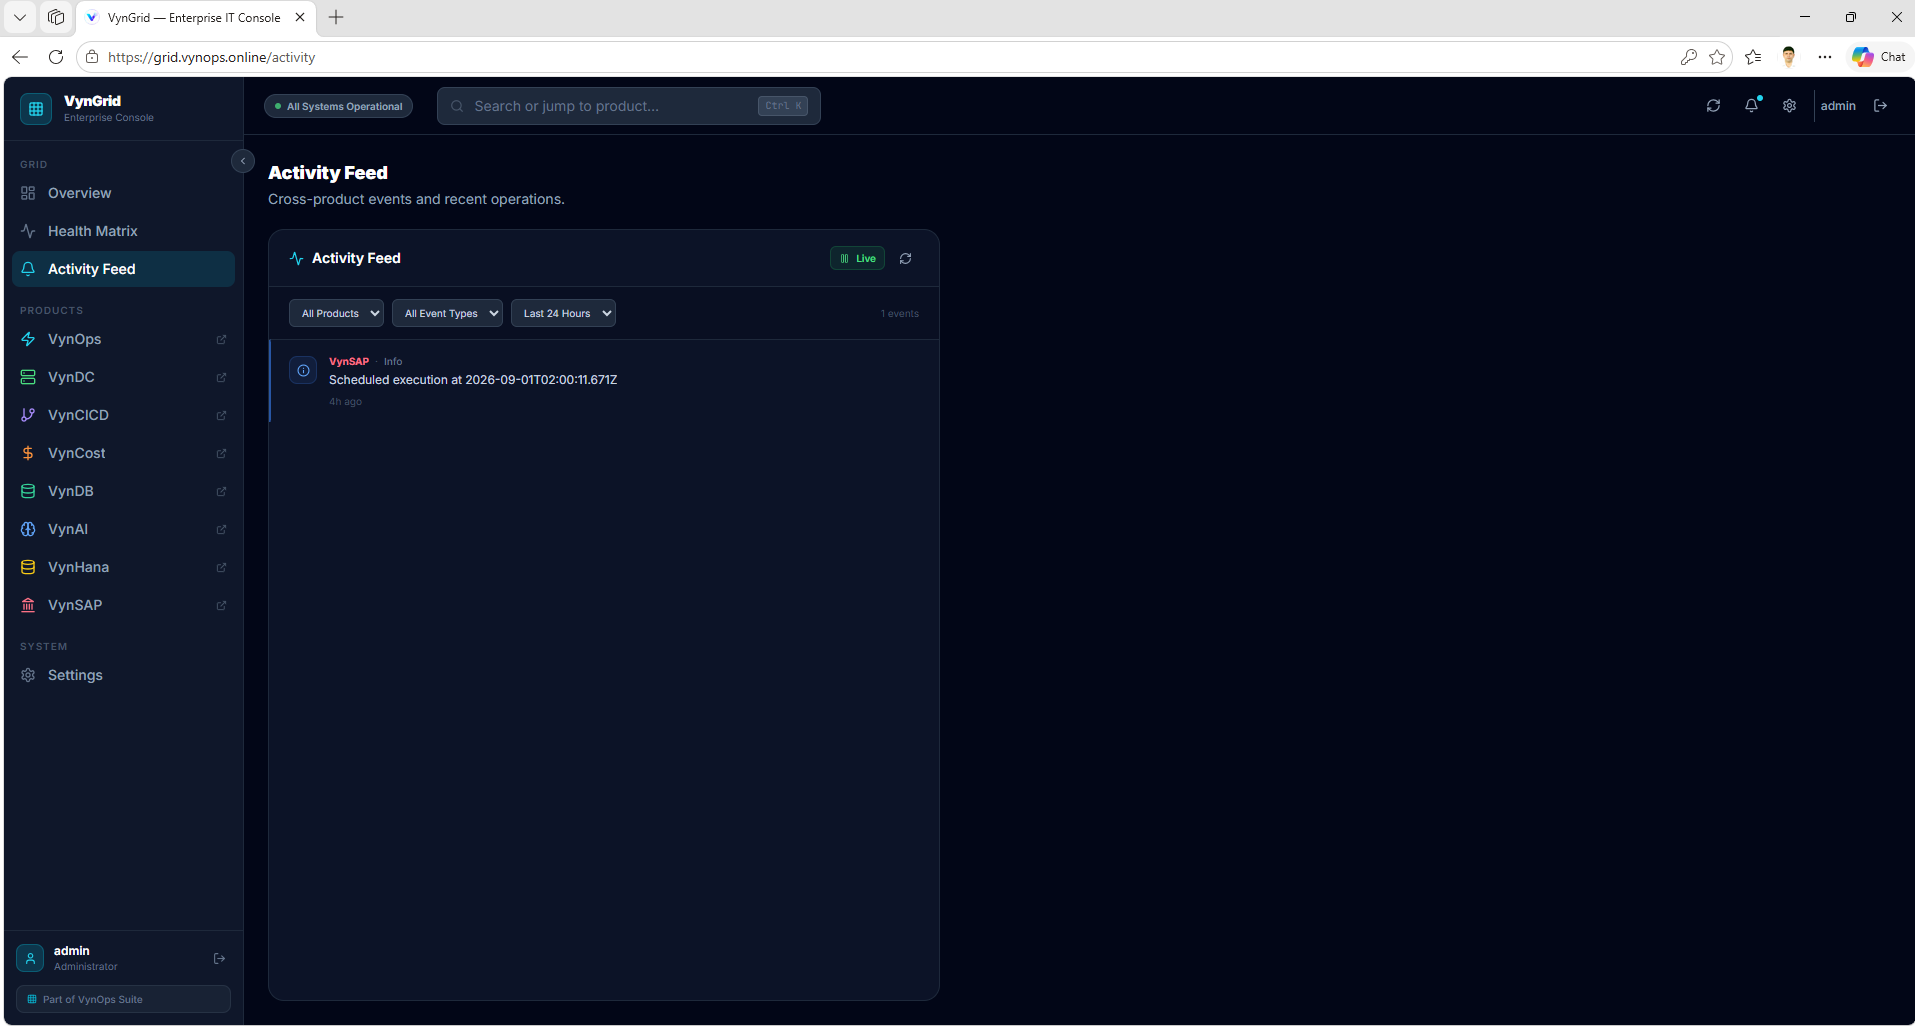 VynGrid — Enterprise IT Console
https://grid.vynops.online/activity
Chat
VynGrid
Enterprise Console
All Systems Operational
Search or jump to product...
Ctrl K
admin
GRID
Overview
Health Matrix
Activity Feed
PRODUCTS
VynOps
VynDC
VynCICD
VynCost
VynDB
VynAI
VynHana
VynSAP
SYSTEM
Settings
admin
Administrator
Part of VynOps Suite
Activity Feed
Cross-product events and recent operations.
Activity Feed
Live
All Products
All Event Types
Last 24 Hours
1 events
VynSAP · Info
Scheduled execution at 2026-09-01T02:00:11.671Z
4h ago